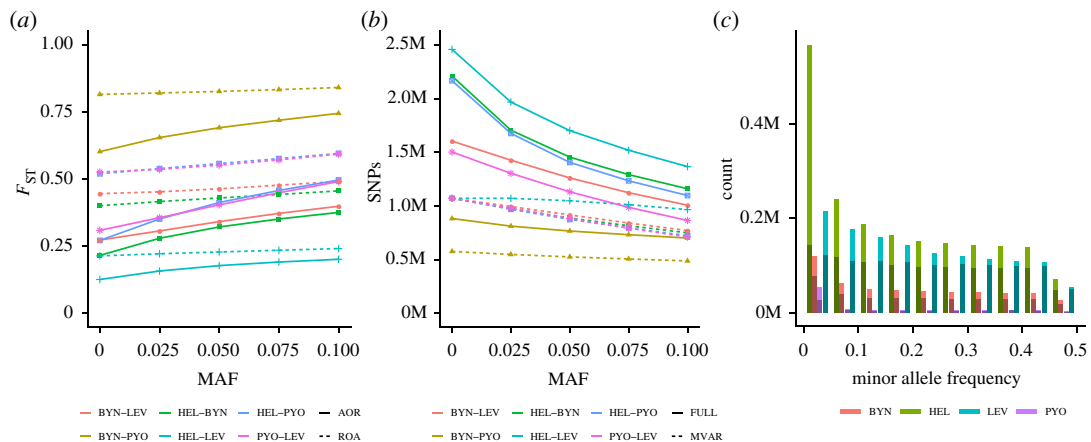 (a)
1.00
0.75
0.50
0.25
0
FST
0 0.025 0.050 0.075 0.100
MAF
BYN–LEV HEL–BYN HEL–PYO AOR
BYN–PYO HEL–LEV PYO–LEV ROA
(b)
2.5M
2.0M
1.5M
1.0M
0.5M
0M
SNPs
0 0.025 0.050 0.075 0.100
MAF
BYN–LEV HEL–BYN HEL–PYO FULL
BYN–PYO HEL–LEV PYO–LEV MVAR
(c)
0.4M
0.2M
0M
count
0 0.1 0.2 0.3 0.4 0.5
minor allele frequency
BYN HEL LEV PYO